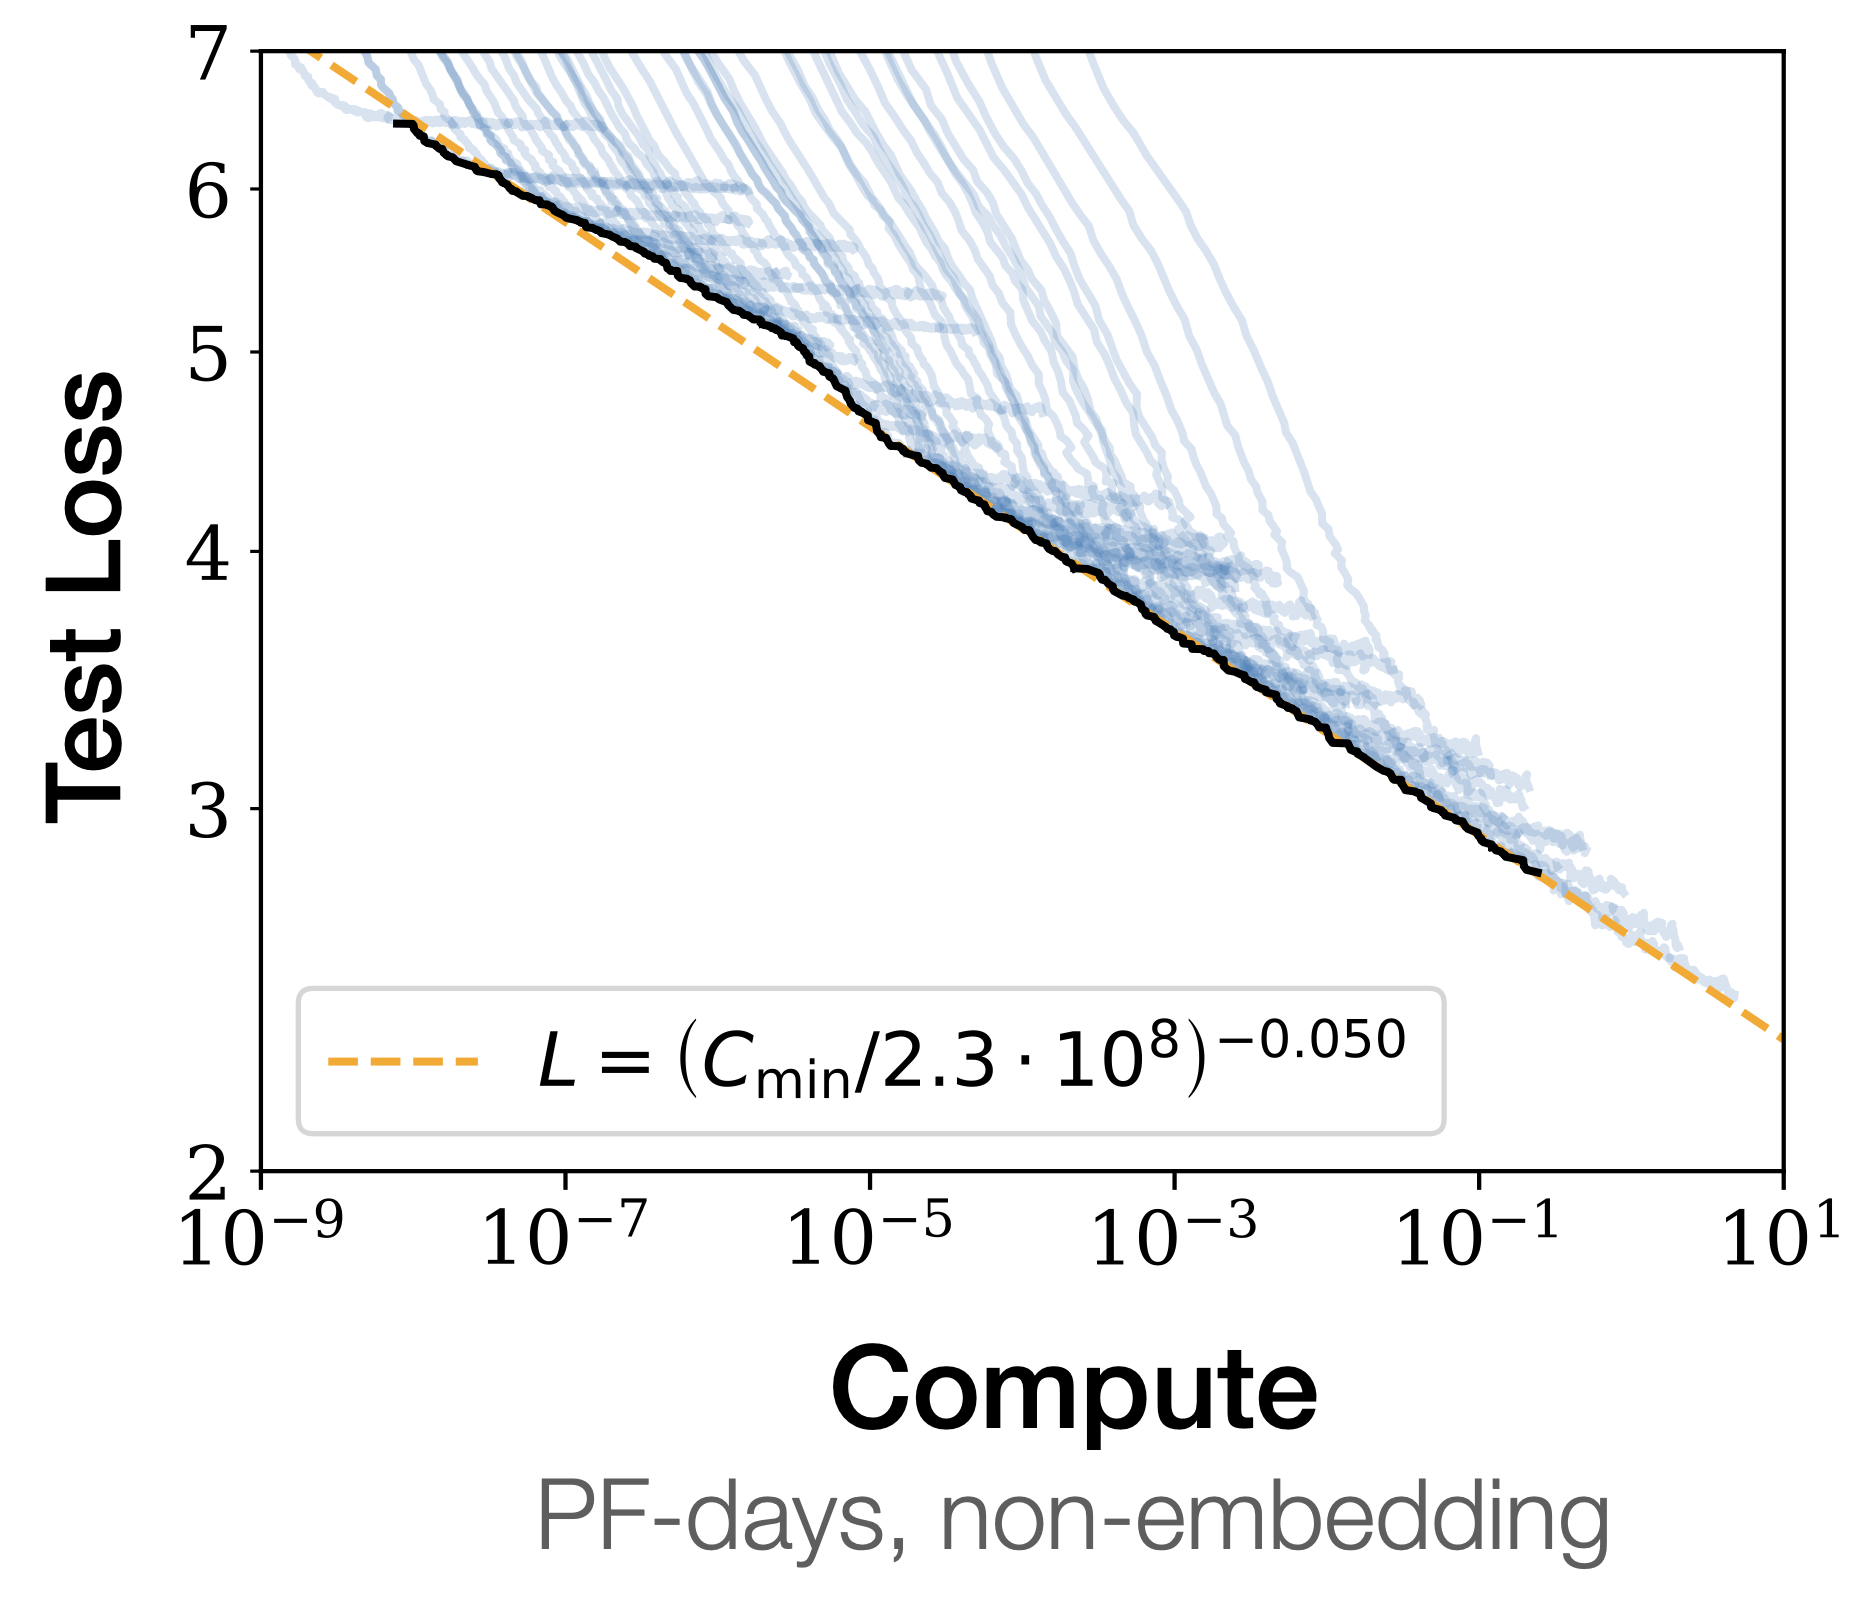 7
6
5
4
3
2
Test Loss
L = (C_min/2.3 · 10^8)^−0.050
10^−9 10^−7 10^−5 10^−3 10^−1 10^1
Compute
PF-days, non-embedding